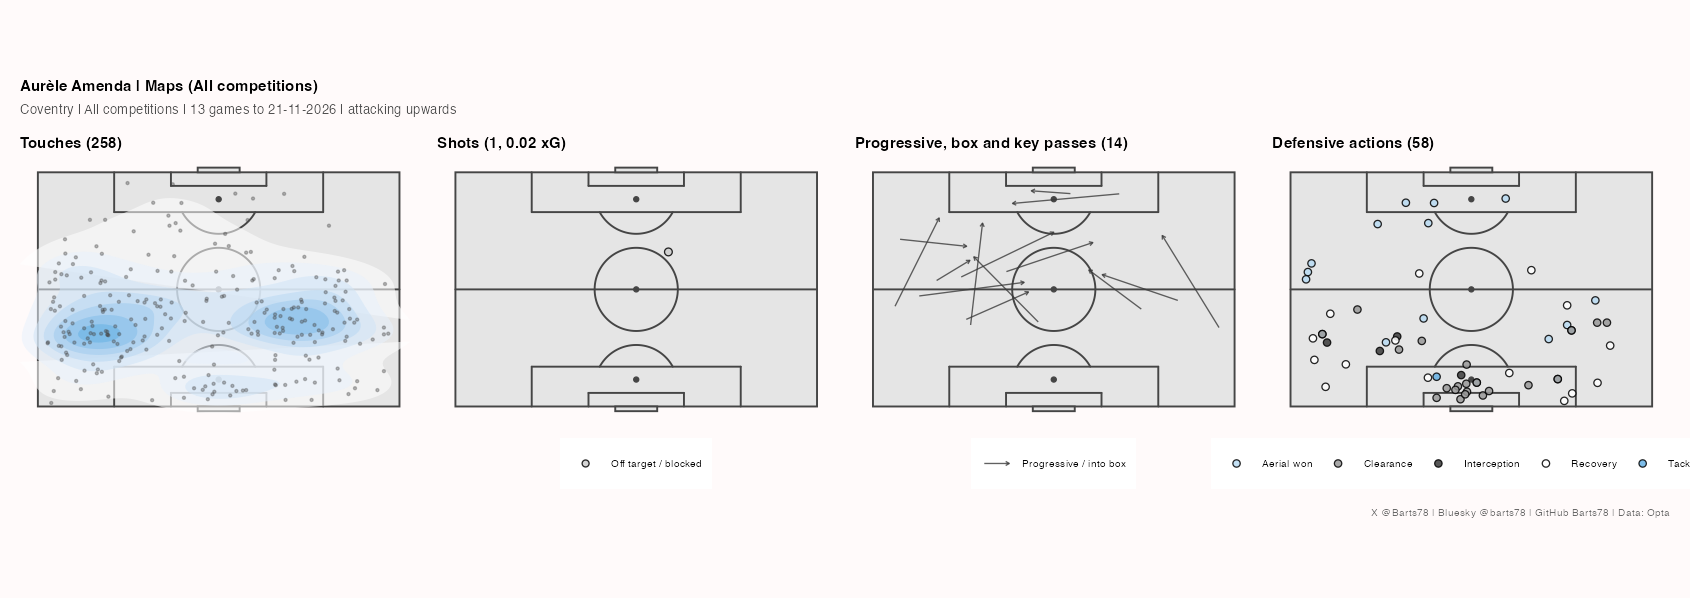 Aurèle Amenda | Maps (All competitions)
Coventry | All competitions | 13 games to 21-11-2026 | attacking upwards
Touches (258)
Shots (1, 0.02 xG)
Progressive, box and key passes (14)
Defensive actions (58)
Off target / blocked
Progressive / into box
Aerial won
Clearance
Interception
Recovery
Tack
X @Barts78 | Bluesky @barts78 | GitHub Barts78 | Data: Opta